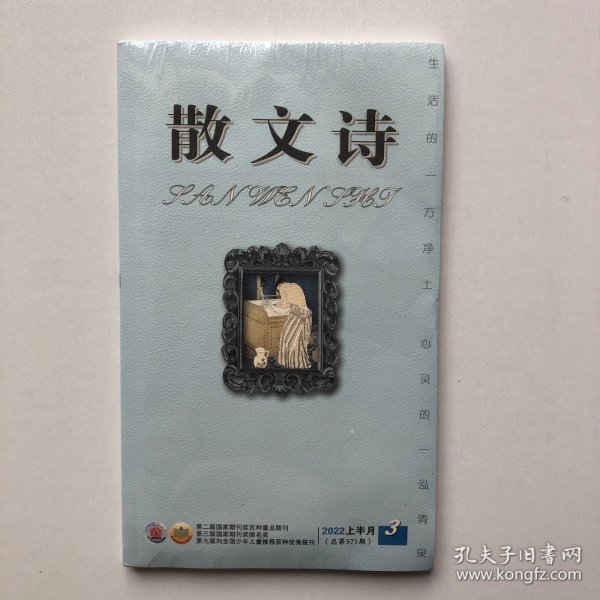 散文诗
SAN WEN SHI
生活的一方净土 心灵的一泓清泉
第二届国家期刊奖百种重点期刊
第三届国家期刊奖提名奖
第九届向全国少年儿童推荐百种优秀报刊
2022上半月 3
(总第571期)
孔夫子旧书网
www.kongfz.com